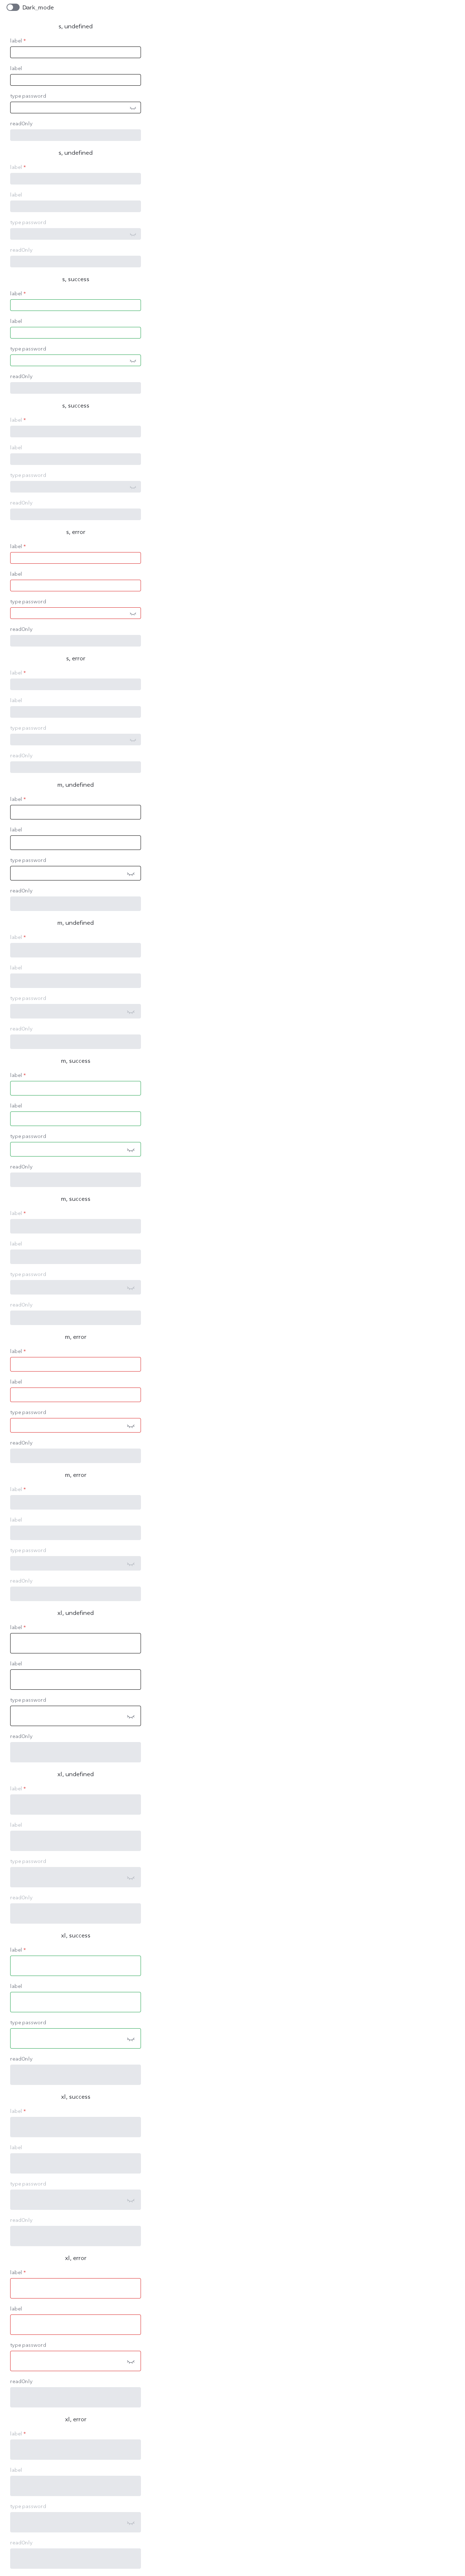 Dark_mode
s, undefined
label *
label
type password
readOnly
s, undefined
label *
label
type password
readOnly
s, success
label *
label
type password
readOnly
s, success
label *
label
type password
readOnly
s, error
label *
label
type password
readOnly
s, error
label *
label
type password
readOnly
m, undefined
label *
label
type password
readOnly
m, undefined
label *
label
type password
readOnly
m, success
label *
label
type password
readOnly
m, success
label *
label
type password
readOnly
m, error
label *
label
type password
readOnly
m, error
label *
label
type password
readOnly
xl, undefined
label *
label
type password
readOnly
xl, undefined
label *
label
type password
readOnly
xl, success
label *
label
type password
readOnly
xl, success
label *
label
type password
readOnly
xl, error
label *
label
type password
readOnly
xl, error
label *
label
type password
readOnly